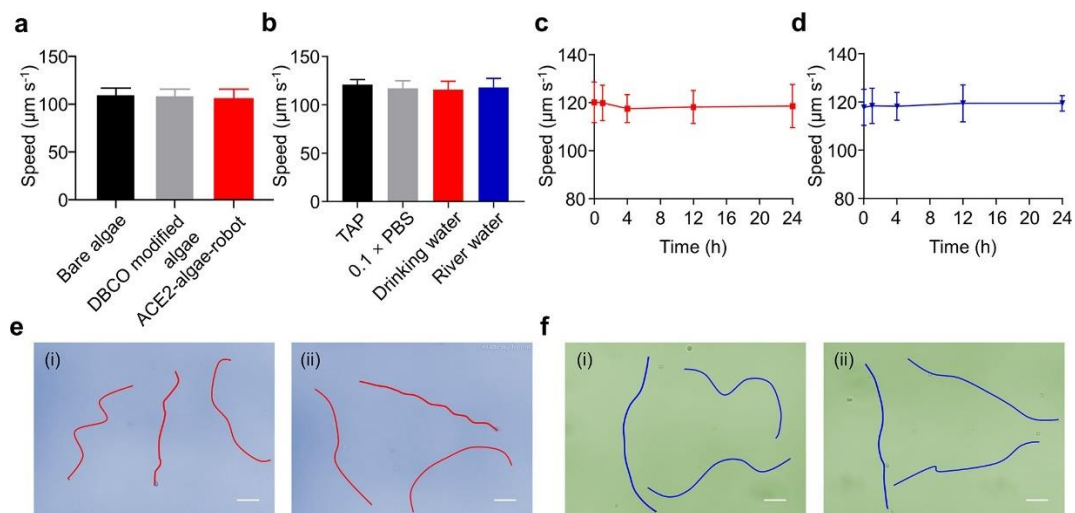 a
150
100
50
0
Speed (µm s⁻¹)
Bare algae
DBCO modified
algae
ACE2-algae-robot
b
150
100
50
0
Speed (µm s⁻¹)
TAP
0.1 × PBS
Drinking water
River water
c
140
120
100
80
Speed (µm s⁻¹)
0 4 8 12 16 20 24
Time (h)
d
140
120
100
80
Speed (µm s⁻¹)
0 4 8 12 16 20 24
Time (h)
e
(i)
(ii)
f
(i)
(ii)